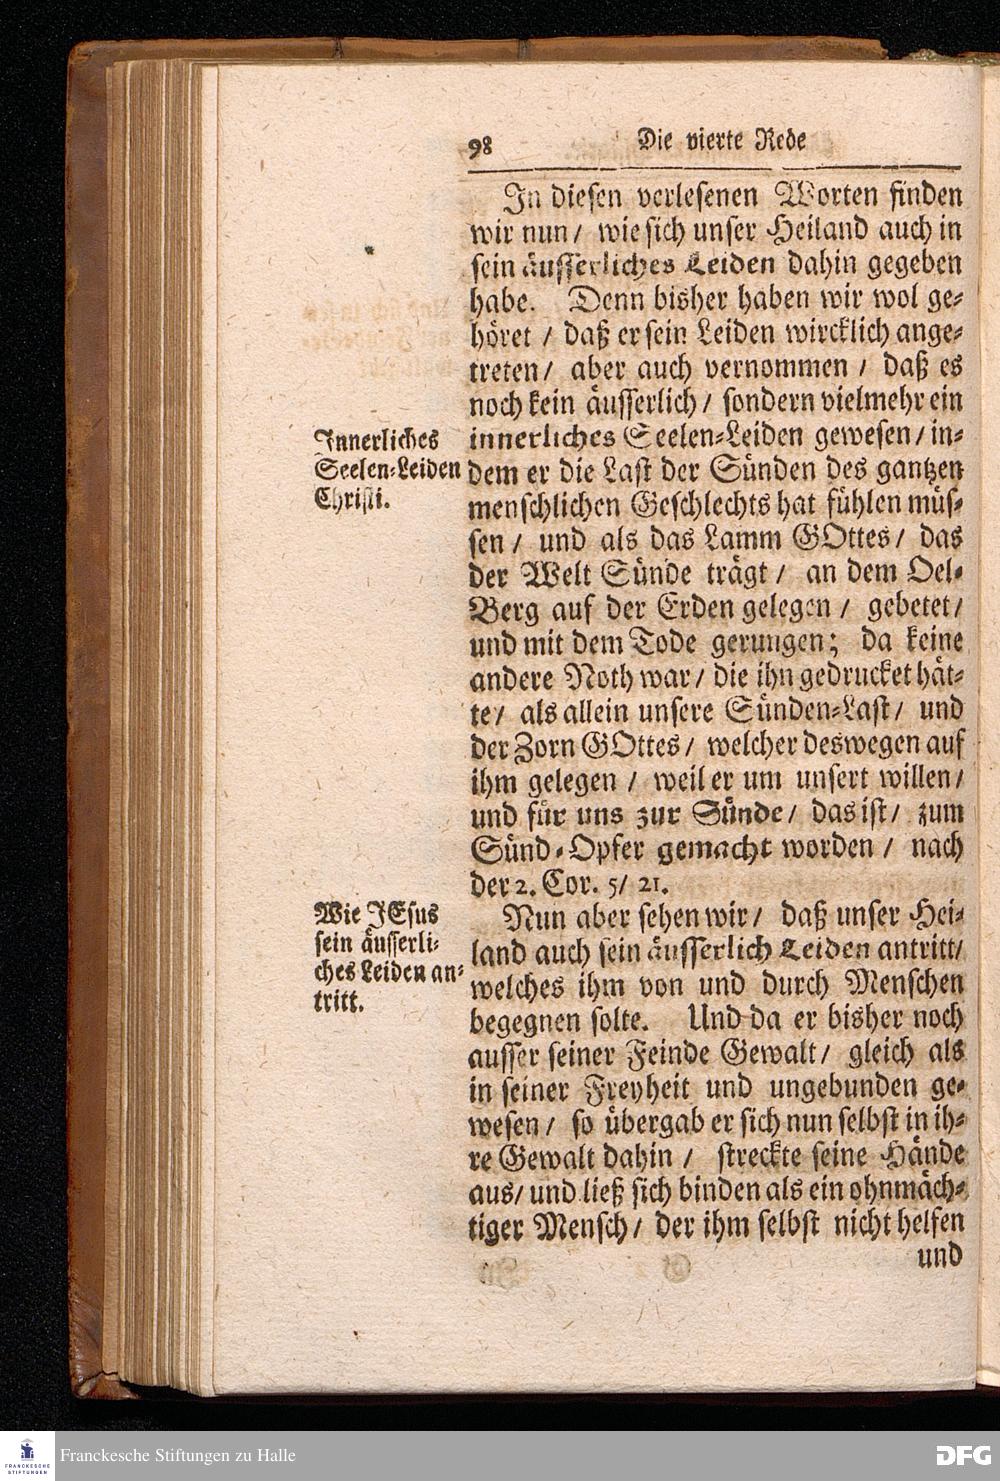 98
Die vierte Rede
In diesen verlesenen Worten finden
wir nun/ wie sich unser Heiland auch in
sein äusserliches Leiden dahin gegeben
habe. Denn bisher haben wir wol ge-
höret / daß er sein Leiden wircklich ange-
treten/ aber auch vernommen / daß es
noch kein äusserlich / sondern vielmehr ein
innerliches Seelen-Leiden gewesen / in-
dem er die Last der Sünden des gantzen
menschlichen Geschlechts hat fühlen müs-
sen / und als das Lamm GOttes / das
der Welt Sünde trägt / an dem Oel-
Berg auf der Erden gelegen / gebetet /
und mit dem Tode gerungen; da keine
andere Noth war / die ihn gedrucket hät-
te / als allein unsere Sünden-Last / und
der Zorn GOttes / welcher deswegen auf
ihm gelegen / weil er um unsert willen /
und für uns zur Sünde / das ist / zum
Sünd-Opfer gemacht worden / nach
der 2. Cor. 5/ 21.
Innerliches
Seelen-Leiden
Christi.
Nun aber sehen wir / daß unser Hei-
land auch sein äusserlich Leiden antritt/
welches ihm von und durch Menschen
begegnen solte. Und da er bisher noch
ausser seiner Feinde Gewalt / gleich als
in seiner Freyheit und ungebunden ge-
wesen / so übergab er sich nun selbst in ih-
re Gewalt dahin / streckte seine Hände
aus/ und ließ sich binden als ein ohnmäch-
tiger Mensch / der ihm selbst nicht helfen
und
Wie JEsus
sein äusserli-
ches Leiden an-
tritt.
FRANCKESCHE
STIFTUNGEN
Franckesche Stiftungen zu Halle
DFG